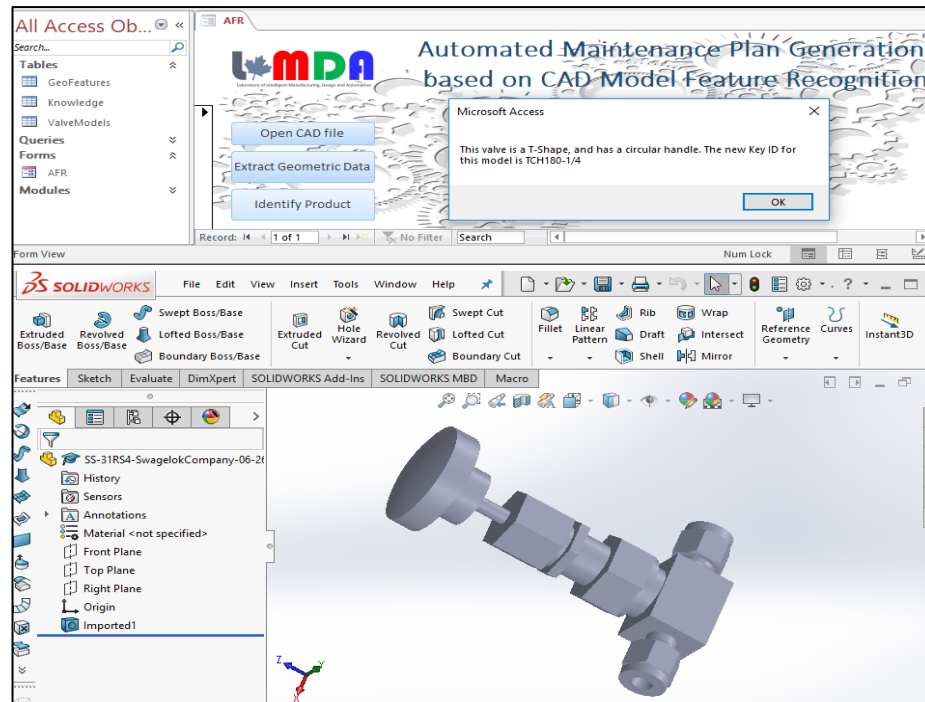 All Access Ob...
AFR
Search...
Tables
GeoFeatures
Knowledge
ValveModels
Queries
Forms
AFR
Modules
LIMDA
Laboratory of Intelligent Manufacturing, Design and Automation
Automated Maintenance Plan Generation
based on CAD Model Feature Recognition
Open CAD file
Extract Geometric Data
Identify Product
Microsoft Access
This valve is a T-Shape, and has a circular handle. The new Key ID for
this model is TCH180-1/4
OK
Record: 1 of 1 No Filter Search
Form View Num Lock
SOLIDWORKS File Edit View Insert Tools Window Help
Extruded Boss/Base
Revolved Boss/Base
Swept Boss/Base
Lofted Boss/Base
Boundary Boss/Base
Extruded Cut
Hole Wizard
Revolved Cut
Swept Cut
Lofted Cut
Boundary Cut
Fillet
Linear Pattern
Rib
Draft
Shell
Wrap
Intersect
Mirror
Reference Geometry
Curves
Instant3D
Features Sketch Evaluate DimXpert SOLIDWORKS Add-Ins SOLIDWORKS MBD Macro
SS-31RS4-SwagelokCompany-06-26
History
Sensors
Annotations
Material <not specified>
Front Plane
Top Plane
Right Plane
Origin
Imported1
Z
Y
X